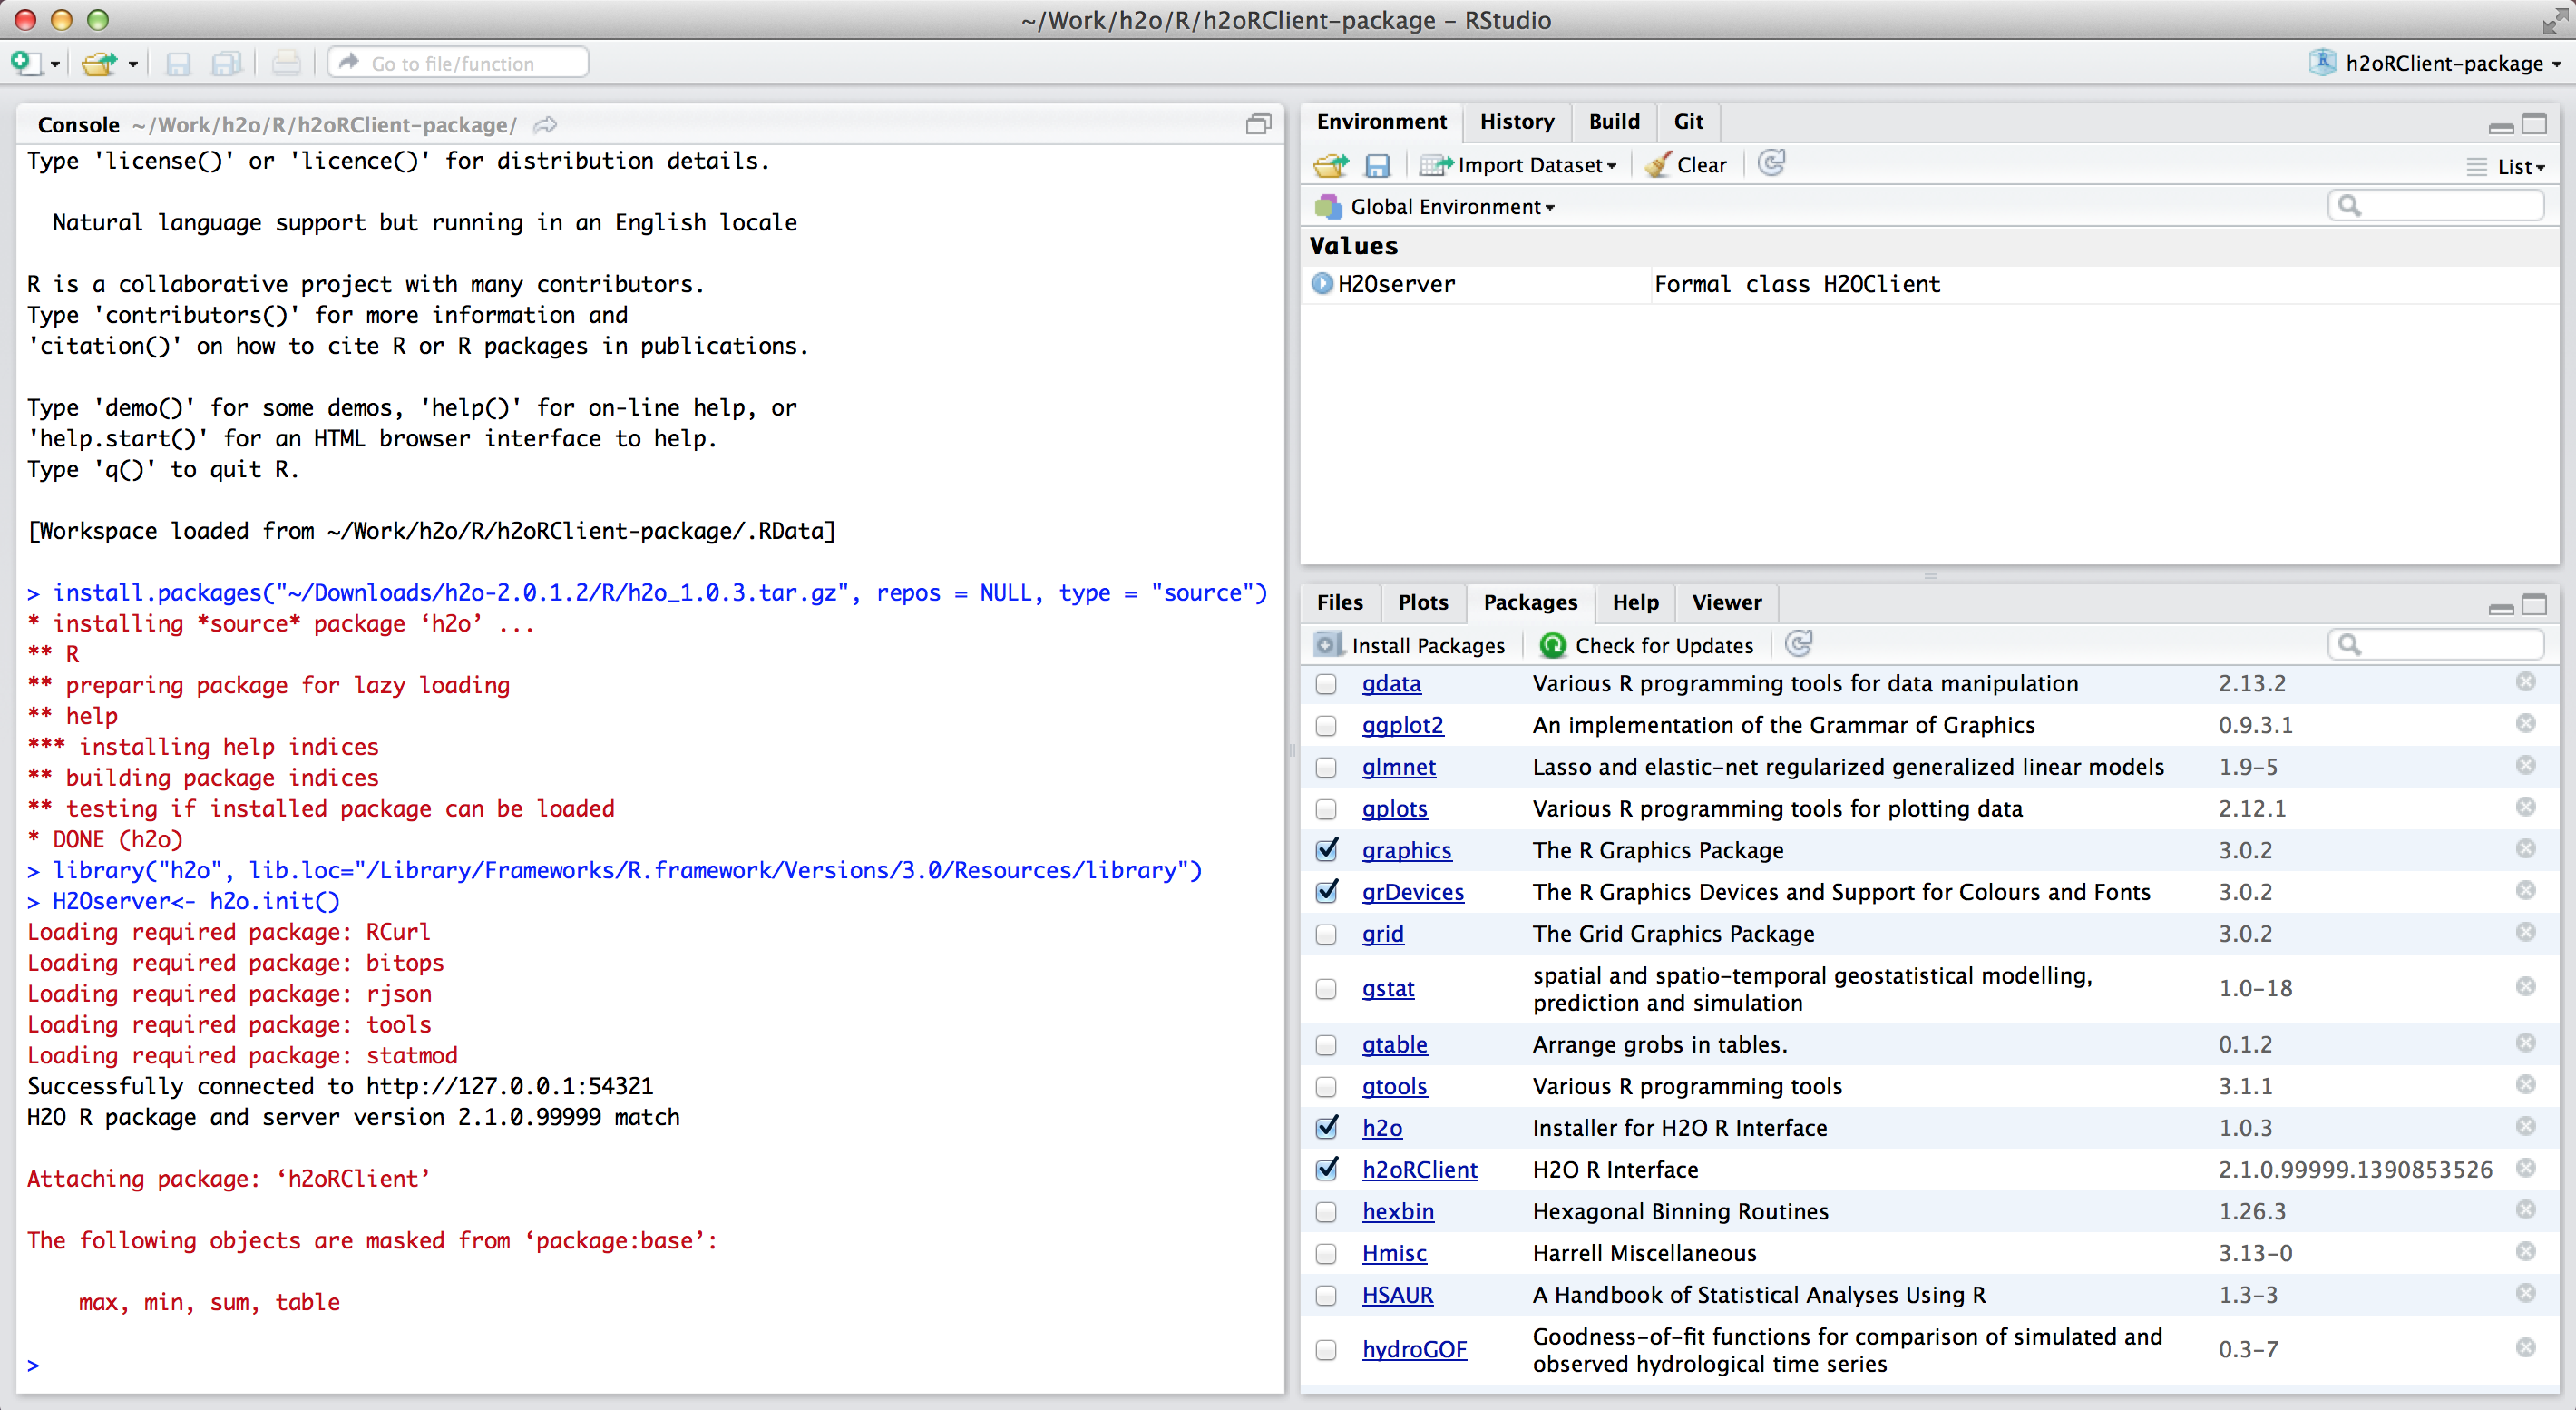 ~/Work/h2o/R/h2oRClient-package - RStudio
Go to file/function
h2oRClient-package
Console ~/Work/h2o/R/h2oRClient-package/
Type 'license()' or 'licence()' for distribution details.
Natural language support but running in an English locale
R is a collaborative project with many contributors.
Type 'contributors()' for more information and
'citation()' on how to cite R or R packages in publications.
Type 'demo()' for some demos, 'help()' for on-line help, or
'help.start()' for an HTML browser interface to help.
Type 'q()' to quit R.
[Workspace loaded from ~/Work/h2o/R/h2oRClient-package/.RData]
> install.packages("~/Downloads/h2o-2.0.1.2/R/h2o_1.0.3.tar.gz", repos = NULL, type = "source")
* installing *source* package ‘h2o’ ...
** R
** preparing package for lazy loading
** help
*** installing help indices
** building package indices
** testing if installed package can be loaded
* DONE (h2o)
> library("h2o", lib.loc="/Library/Frameworks/R.framework/Versions/3.0/Resources/library")
> H2Oserver<- h2o.init()
Loading required package: RCurl
Loading required package: bitops
Loading required package: rjson
Loading required package: tools
Loading required package: statmod
Successfully connected to http://127.0.0.1:54321
H2O R package and server version 2.1.0.99999 match
Attaching package: ‘h2oRClient’
The following objects are masked from ‘package:base’:
max, min, sum, table
>
Environment History Build Git
Import Dataset Clear List
Global Environment
Values
H2Oserver Formal class H2OClient
Files Plots Packages Help Viewer
Install Packages Check for Updates
gdata Various R programming tools for data manipulation 2.13.2
ggplot2 An implementation of the Grammar of Graphics 0.9.3.1
glmnet Lasso and elastic-net regularized generalized linear models 1.9-5
gplots Various R programming tools for plotting data 2.12.1
graphics The R Graphics Package 3.0.2
grDevices The R Graphics Devices and Support for Colours and Fonts 3.0.2
grid The Grid Graphics Package 3.0.2
gstat spatial and spatio-temporal geostatistical modelling, 1.0-18
prediction and simulation
gtable Arrange grobs in tables. 0.1.2
gtools Various R programming tools 3.1.1
h2o Installer for H2O R Interface 1.0.3
h2oRClient H2O R Interface 2.1.0.99999.1390853526
hexbin Hexagonal Binning Routines 1.26.3
Hmisc Harrell Miscellaneous 3.13-0
HSAUR A Handbook of Statistical Analyses Using R 1.3-3
hydroGOF Goodness-of-fit functions for comparison of simulated and 0.3-7
observed hydrological time series